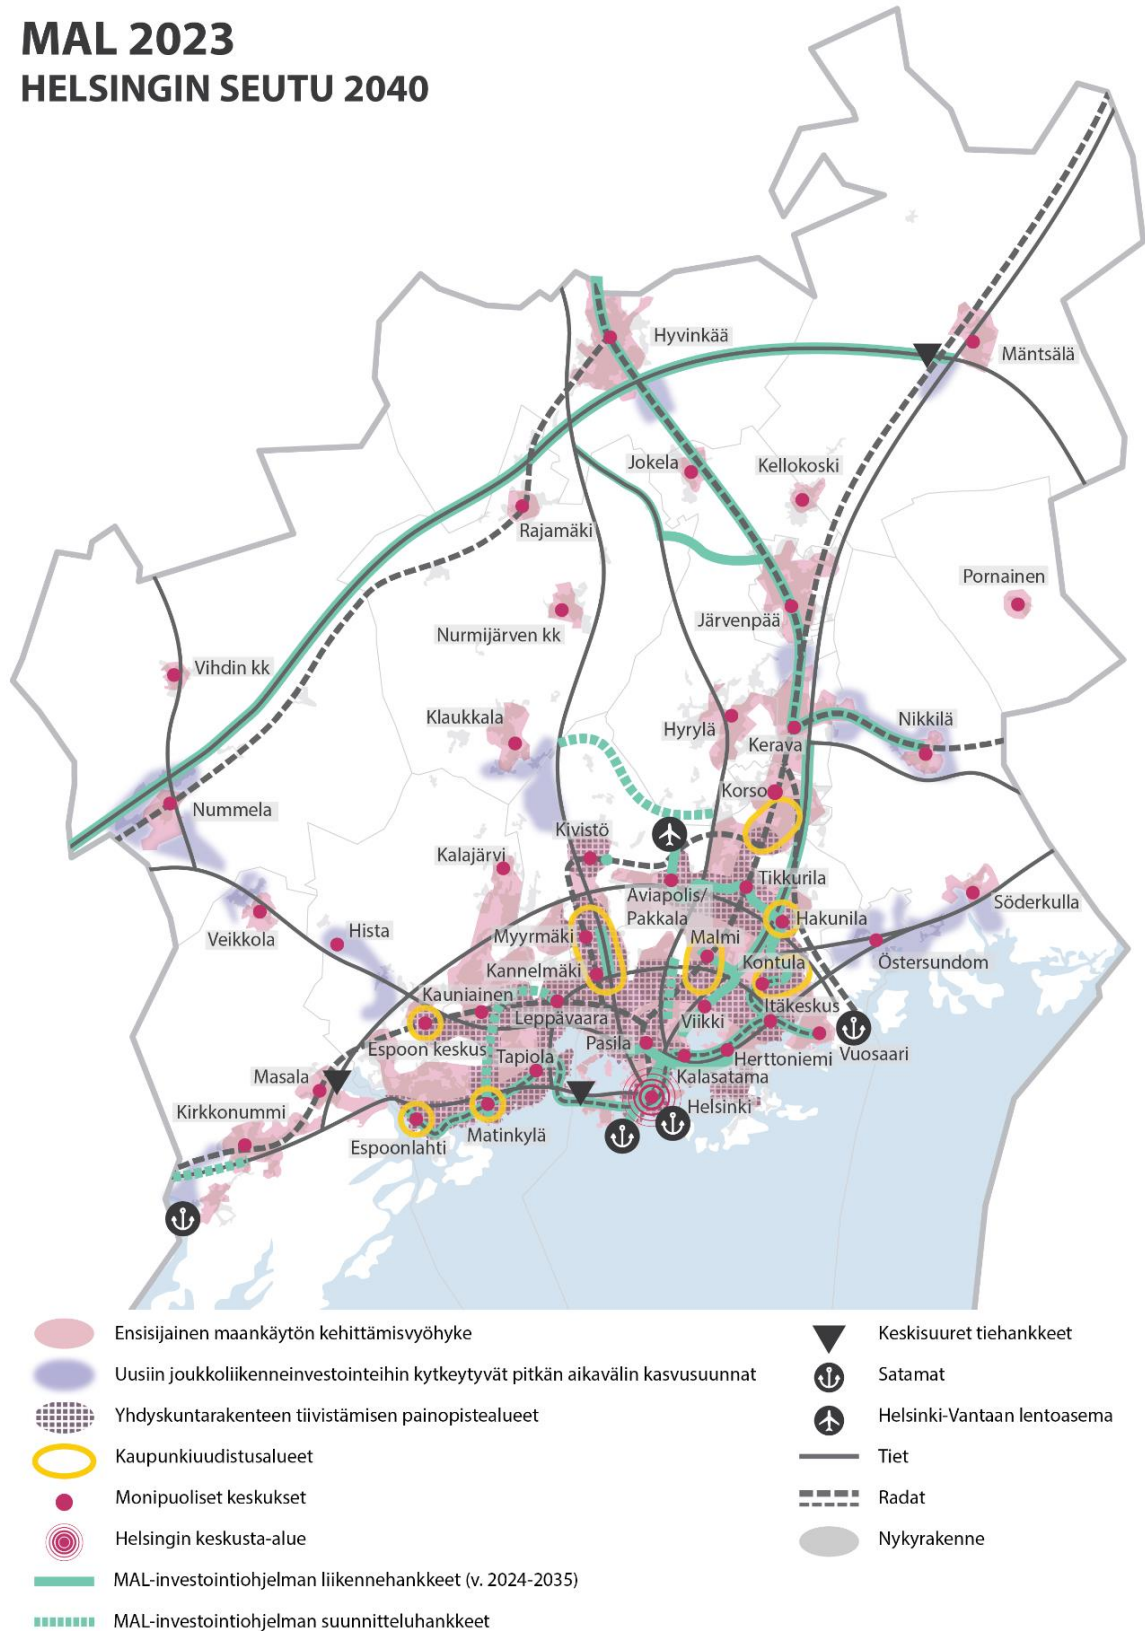 MAL 2023
HELSINGIN SEUTU 2040
Hyvinkää
Mäntsälä
Jokela
Kellokoski
Rajamäki
Pornainen
Nurmijärven kk
Järvenpää
Vihdin kk
Klaukkala
Hyrylä
Nikkilä
Kerava
Korso
Nummela
Kivistö
Kalajärvi
Tikkurila
Aviapolis/
Pakkala
Söderkulla
Hakunila
Veikkola
Hista
Myyrmäki
Malmi
Östersundom
Kannelmäki
Kontula
Kauniainen
Itäkeskus
Leppävaara
Viikki
Espoon keskus
Pasila
Vuosaari
Tapiola
Herttoniemi
Masala
Kalasatama
Kirkkonummi
Helsinki
Matinkylä
Espoonlahti
Ensisijainen maankäytön kehittämisvyöhyke
Uusiin joukkoliikenneinvestointeihin kytkeytyvät pitkän aikavälin kasvusuunnat
Yhdyskuntarakenteen tiivistämisen painopistealueet
Kaupunkiuudistusalueet
Monipuoliset keskukset
Helsingin keskusta-alue
MAL-investointiohjelman liikennehankkeet (v. 2024-2035)
MAL-investointiohjelman suunnitteluhankkeet
Keskisuuret tiehankkeet
Satamat
Helsinki-Vantaan lentoasema
Tiet
Radat
Nykyrakenne